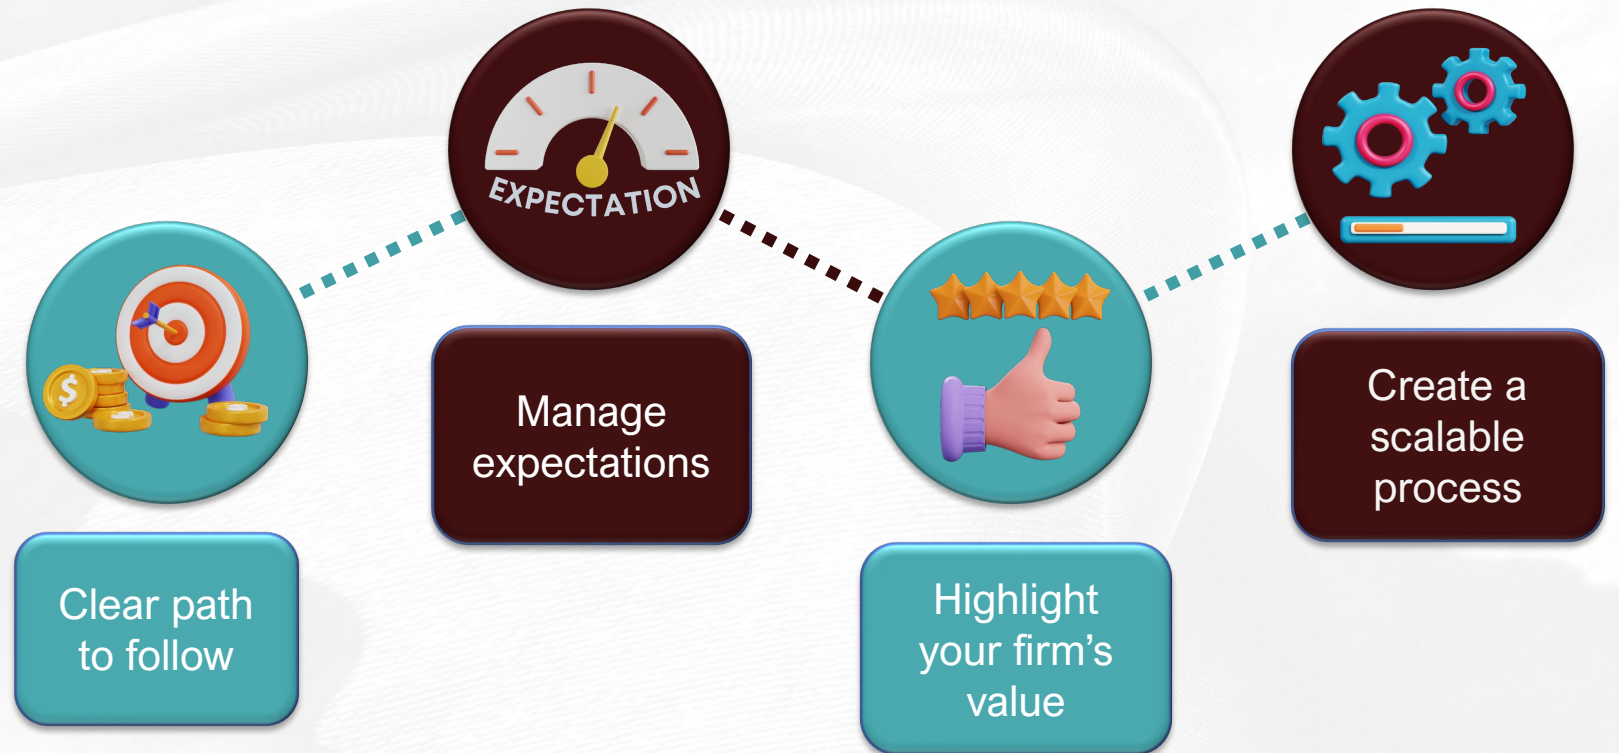 Clear path
to follow
EXPECTATION
Manage
expectations
$
Highlight
your firm’s
value
Create a
scalable
process